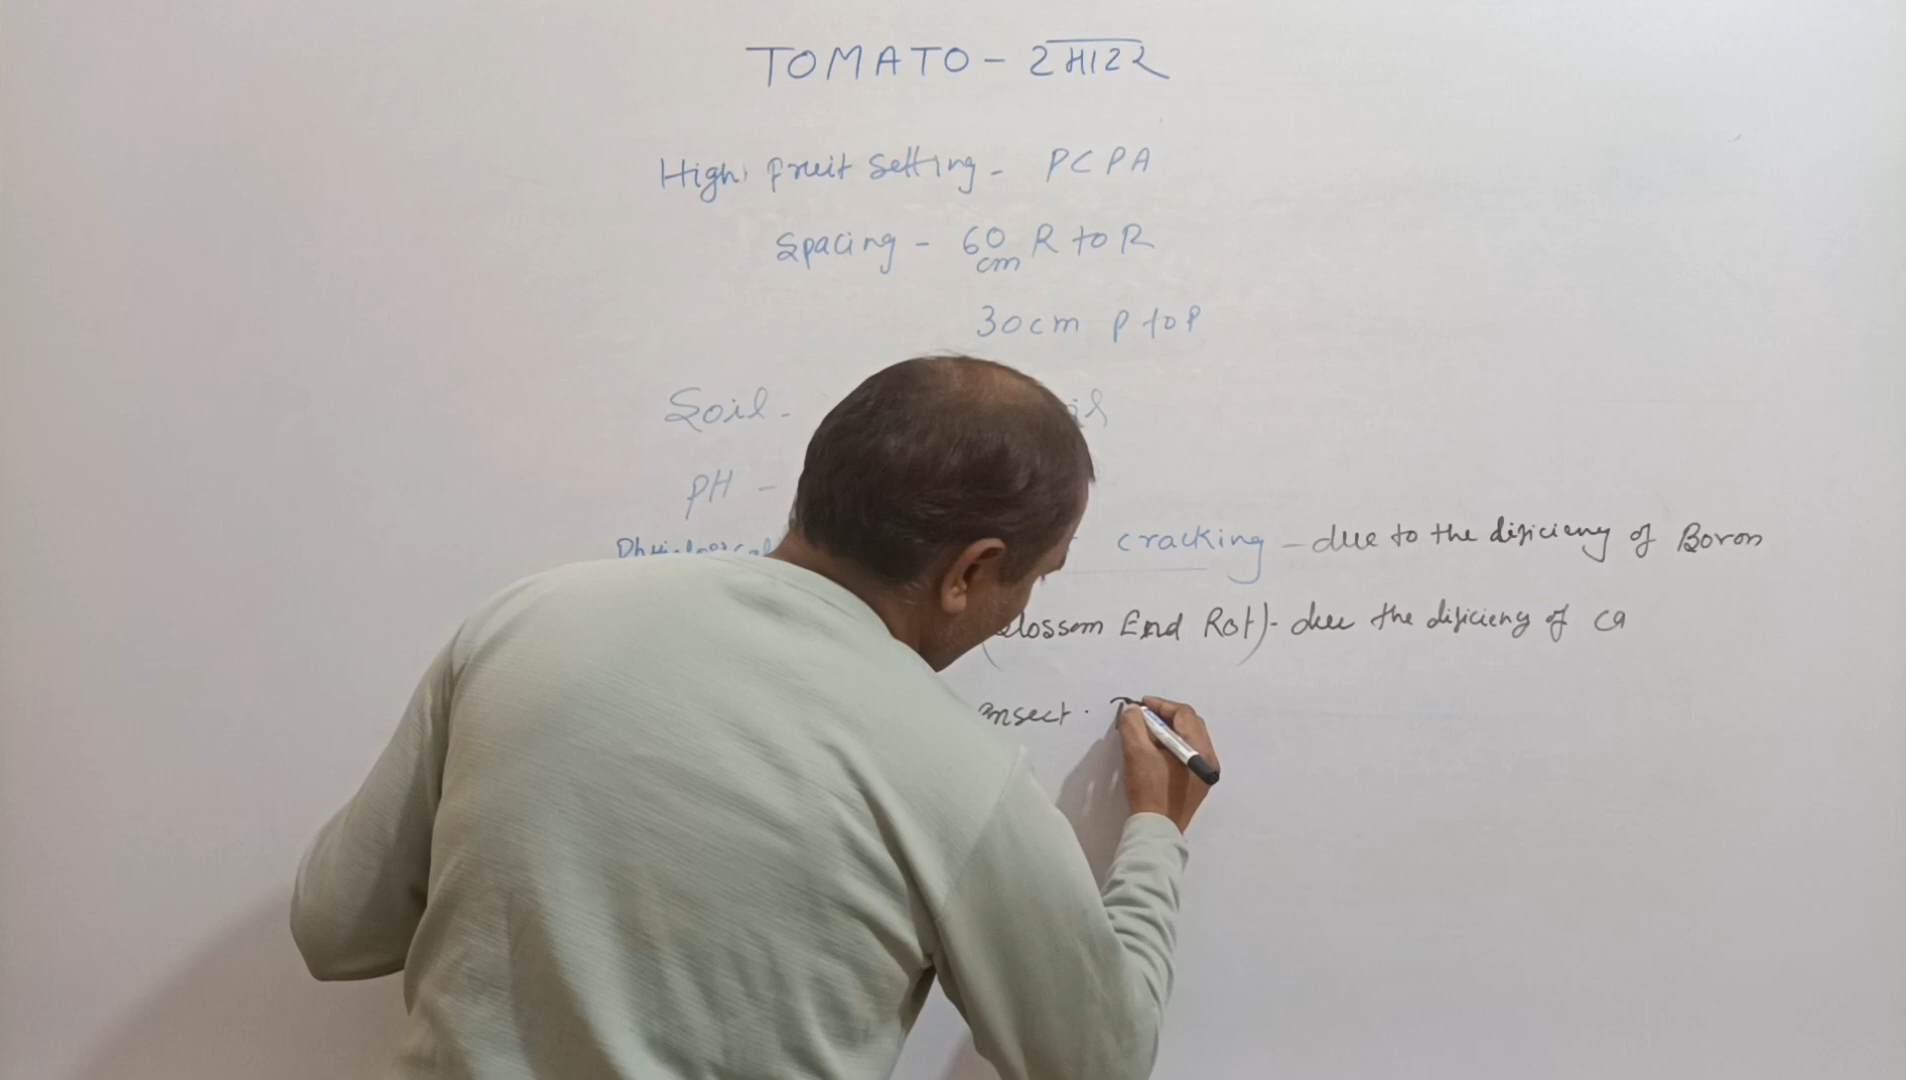 TOMATO - टमाटर
High fruit setting - PCPA
Spacing - 60 cm R to R
30cm P to P
Soil -
PH -
cracking - due to the dificieny of Boron
Blossom End Rot) - due the dificieny of ca
insect.